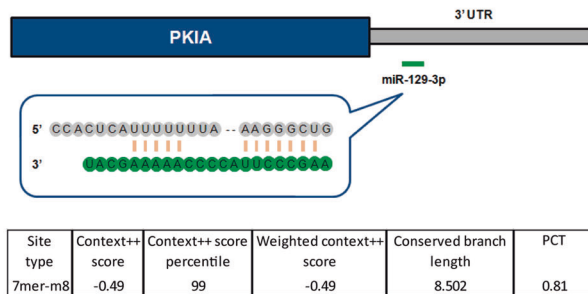 PKIA
3'UTR
miR-129-3p
5' CCACUCAUUUUUUUA -- AAGGGCUG
3' UACGAAAAACCCCAUUCCCGAA
Site type Context++ score Context++ score percentile Weighted context++ score Conserved branch length PCT
7mer-m8 -0.49 99 -0.49 8.502 0.81